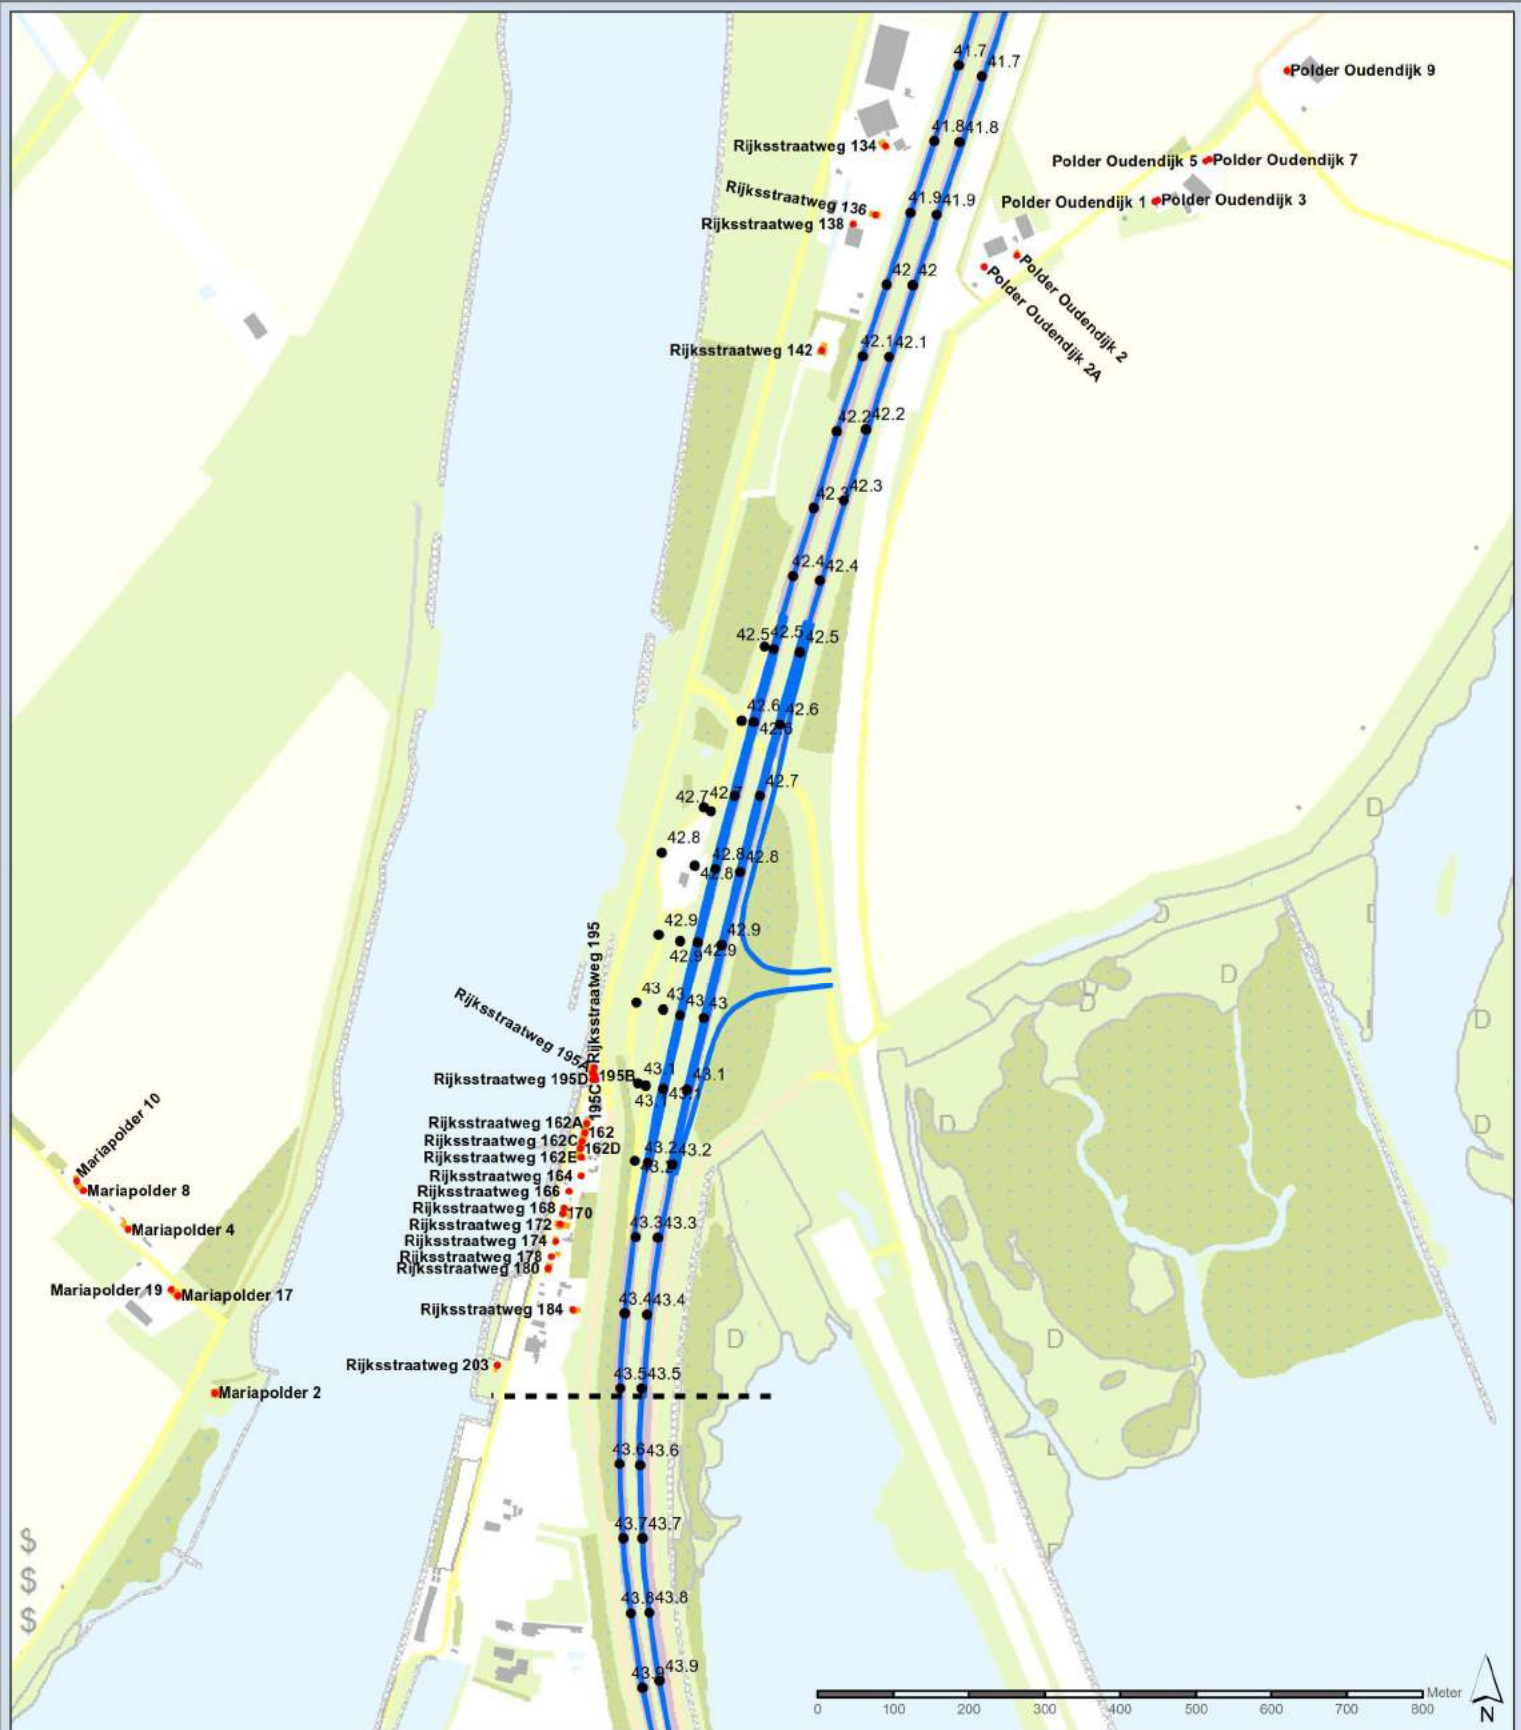 41.7
41.7
Polder Oudendijk 9
41.8
41.8
Rijksstraatweg 134
Polder Oudendijk 5
Polder Oudendijk 7
Rijksstraatweg 136
41.9
41.9
Polder Oudendijk 1
Polder Oudendijk 3
Rijksstraatweg 138
42
42
Polder Oudendijk 2
Polder Oudendijk 2A
Rijksstraatweg 142
42.1
42.1
42.2
42.2
42.3
42.3
42.4
42.4
42.5
42.5
42.5
42.6
42.6
42.6
42.7
42.7
42.7
D
42.8
42.8
42.8
42.8
42.9
42.9
42.9
42.9
D
D
Rijksstraatweg 195
D
43
43
43
43
D
D
Rijksstraatweg 195A
Rijksstraatweg 195D
195B
195C
43.1
43.1
43.1
43.1
Mariapolder 10
Rijksstraatweg 162A
162
D
D
Rijksstraatweg 162C
162D
Rijksstraatweg 162E
43.2
43.2
43.2
Rijksstraatweg 164
Mariapolder 8
Rijksstraatweg 166
Rijksstraatweg 168
170
Mariapolder 4
Rijksstraatweg 172
43.3
43.3
Rijksstraatweg 174
Rijksstraatweg 178
Rijksstraatweg 180
Mariapolder 19
Mariapolder 17
43.4
43.4
Rijksstraatweg 184
D
D
Rijksstraatweg 203
43.5
43.5
Mariapolder 2
43.6
43.6
D
43.7
43.7
$
$
$
43.8
43.8
43.9
43.9
Meter
0 100 200 300 400 500 600 700 800
N